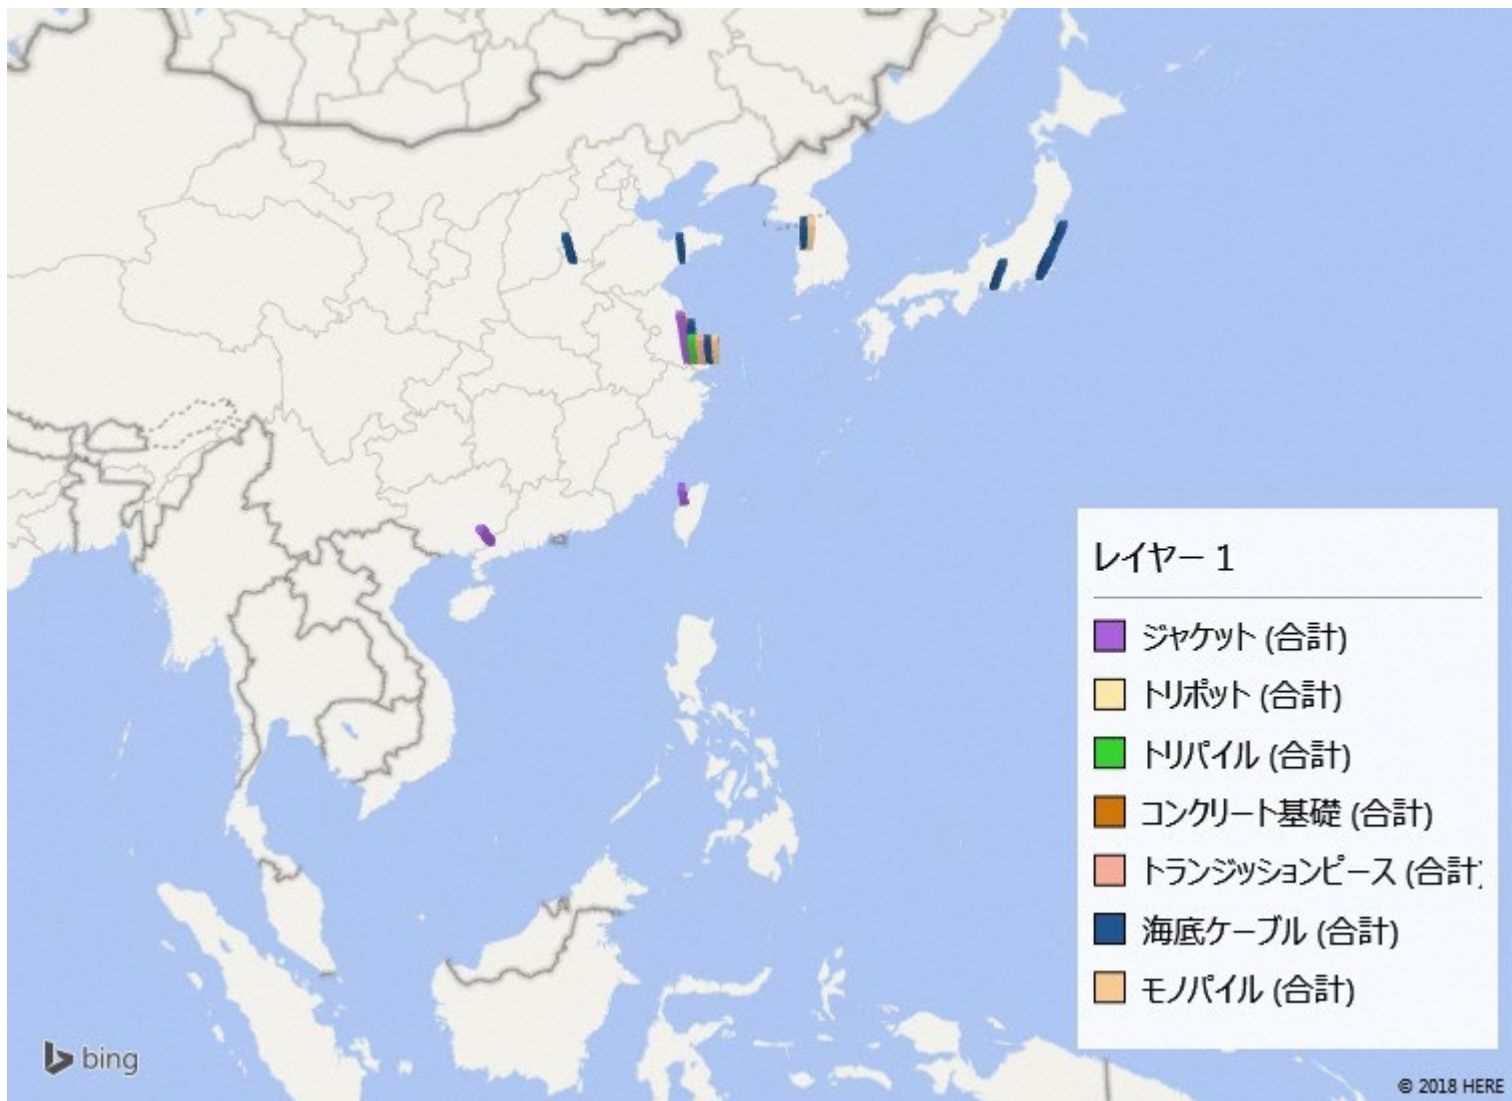 レイヤー 1
ジャケット (合計)
トリポット (合計)
トリパイル (合計)
コンクリート基礎 (合計)
トランジッションピース (合計)
海底ケーブル (合計)
モノパイル (合計)
bing
© 2018 HERE